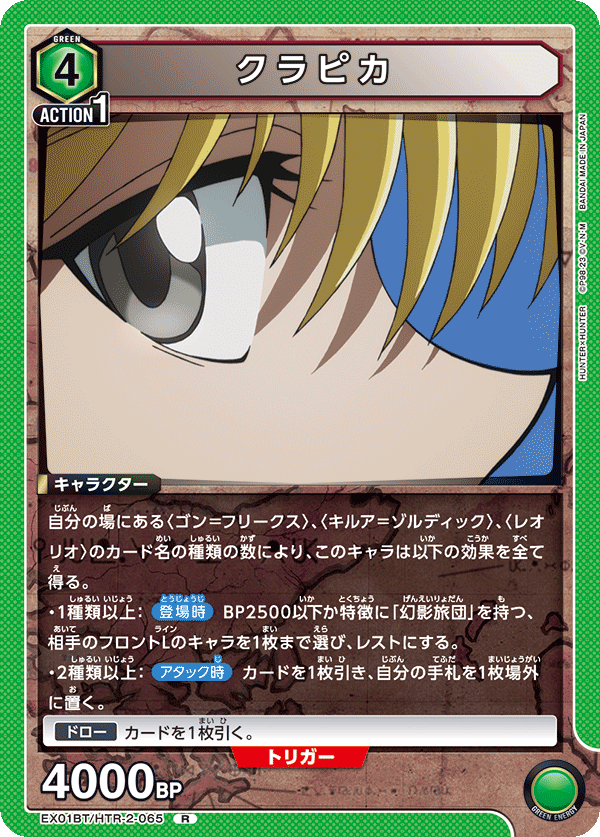 GREEN
4
ACTION 1
クラピカ
HUNTER×HUNTER ©P98-23 ©V·N·M BANDAI MADE IN JAPAN
キャラクター
自分の場にある〈ゴン＝フリークス〉、〈キルア＝ゾルディック〉、〈レオ
リオ〉のカード名の種類の数により、このキャラは以下の効果を全て
得る。
・1種類以上： 登場時 BP2500以下か特徴に「幻影旅団」を持つ、
相手のフロントLのキャラを1枚まで選び、レストにする。
・2種類以上： アタック時 カードを1枚引き、自分の手札を1枚場外
に置く。
ドロー カードを1枚引く。
トリガー
4000BP
GREEN ENERGY
EX01BT/HTR-2-065 R